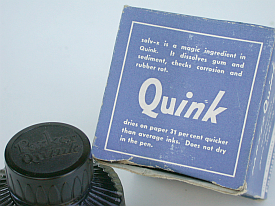 solv-x is a magic ingredient in
Quink. It dissolves gum and
sediment, checks corrosion and
rubber rot.
Quink
dries on paper 31 per cent quicker
than average inks. Does not dry
in the pen.